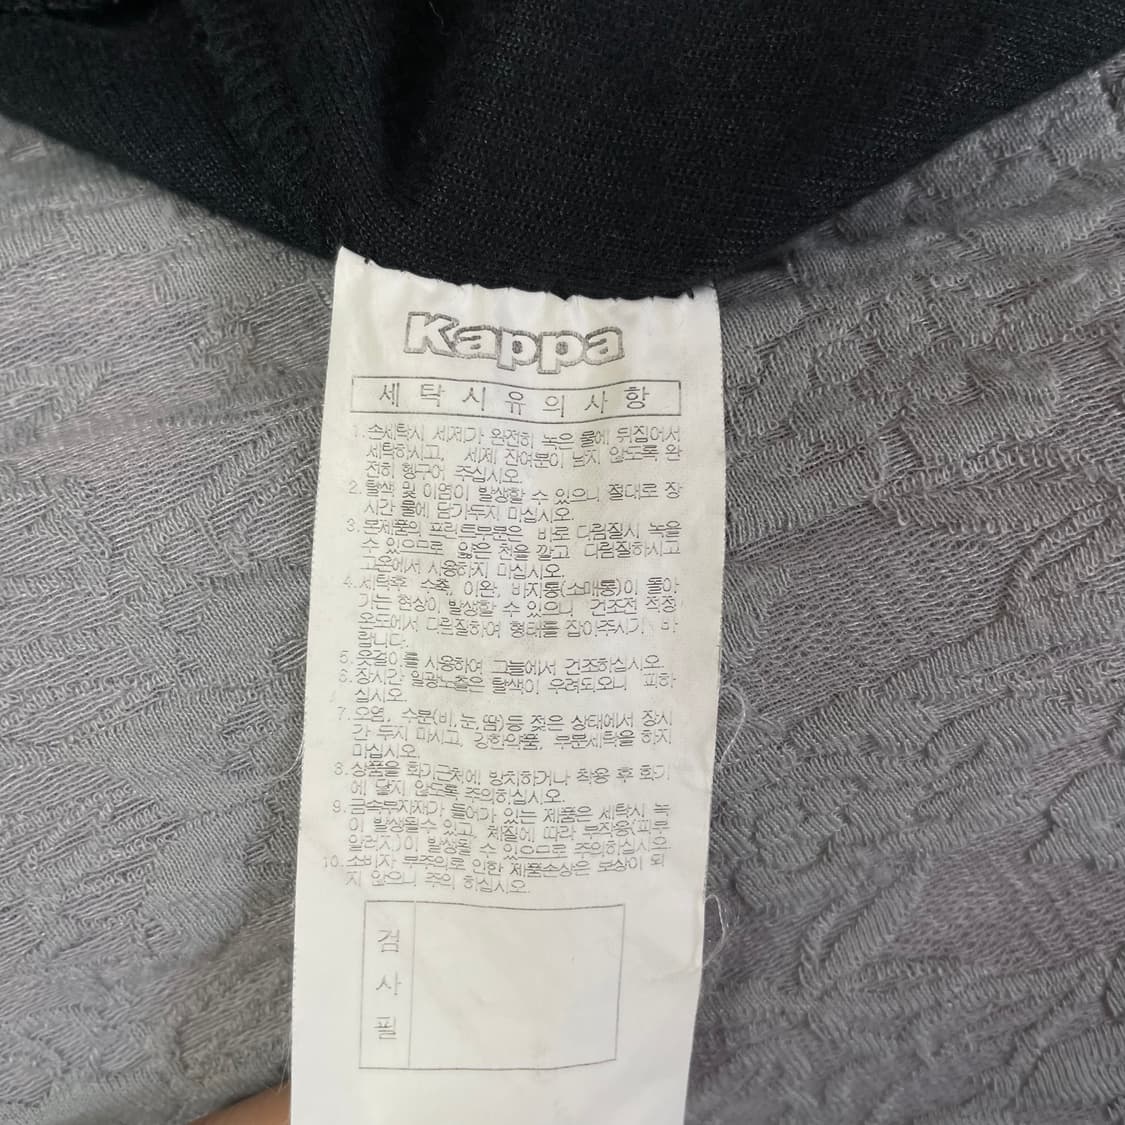 Kappa
세탁시유의사항
1. 손세탁시 세제가 완전히 녹은 물에 뒤집어서
세탁하시고, 세제 잔여분이 남지 않도록 완
전히 헹구어 주십시오.
2. 탈색 및 이염이 발생할 수 있으니 절대로 장
시간 물에 담가두지 마십시오.
3. 본제품의 프린트부분은 바로 다림질시 녹을
수 있으므로 얇은 천을 깔고 다림질하시고
고온에서 사용하지 마십시오.
4. 세탁후 수축, 이완, 바지통(소매통)이 돌아
가는 현상이 발생할 수 있으니 건조전 적정
온도에서 다림질하여 형태를 잡아주시기 바
랍니다.
5. 옷걸이를 사용하여 그늘에서 건조하십시오.
6. 장시간 일광노출은 탈색이 우려되오니 피하
십시오.
7. 오염, 수분(비,눈,땀)등 젖은 상태에서 장시
간 두지 마시고, 강한약품, 부분세탁을 하지
마십시오.
8. 상품을 화기근처에 방치하거나 착용 후 화기
에 닿지 않도록 주의하십시오.
9. 금속부자재가 들어가 있는 제품은 세탁시 녹
이 발생될수 있고, 체질에 따라 부작용(피부
알러지)이 발생될 수 있으므로 주의하십시오
10. 소비자 부주의로 인한 제품손상은 보상이 되
지 않으니 주의 하십시오.
검
사
필